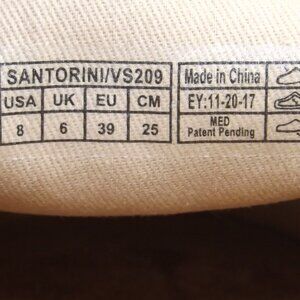 SANTORINI/VS209
USA UK EU CM
8 6 39 25
Made in China
EY:11-20-17
MED
Patent Pending